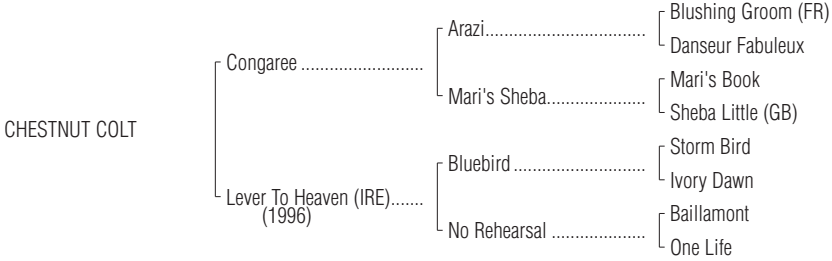 Blushing Groom (FR)
Arazi................................
Danseur Fabuleux
Congaree ........................
Mari's Book
Mari's Sheba....................
Sheba Little (GB)
CHESTNUT COLT
Storm Bird
Bluebird ..........................
Ivory Dawn
Lever To Heaven (IRE).......
(1996)
Baillamont
No Rehearsal ...................
One Life